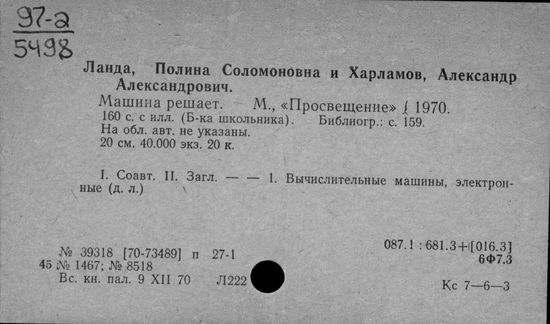 97-2
5498
Ланда, Полина Соломоновна и Харламов, Александр
Александрович.
Машина решает. — М., «Просвещение» 1970.
160 с. с илл. (Б-ка школьника). Библиогр.: с. 159.
На обл. авт. не указаны.
20 см. 40.000 экз. 20 к.
I. Соавт. II. Загл. — — 1. Вычислительные машины, электрон-
ные (д. л.)
№ 39318 [70-73489] п 27-1
087.1 : 681.3+[016.3]
45 № 1467; № 8518
6Ф7.3
Вс. кн. пал. 9 XII 70 Л222
Кс 7—6—3